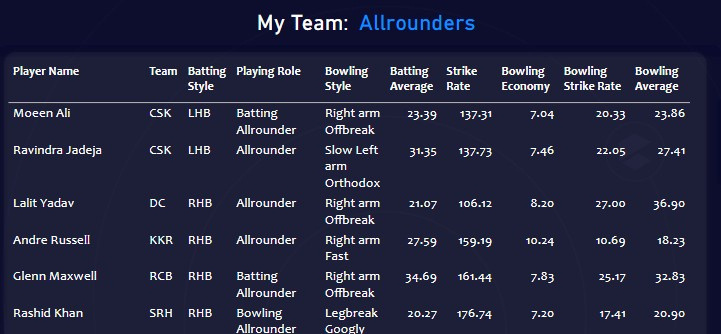 My Team: Allrounders
Player Name Team Batting Style Playing Role Bowling Style Batting Average Strike Rate Bowling Economy Bowling Strike Rate Bowling Average
Moeen Ali CSK LHB Batting Allrounder Right arm Offbreak 23.39 137.31 7.04 20.33 23.86
Ravindra Jadeja CSK LHB Allrounder Slow Left arm Orthodox 31.35 137.73 7.46 22.05 27.41
Lalit Yadav DC RHB Allrounder Right arm Offbreak 21.07 106.12 8.20 27.00 36.90
Andre Russell KKR RHB Allrounder Right arm Fast 27.59 159.19 10.24 10.69 18.23
Glenn Maxwell RCB RHB Batting Allrounder Right arm Offbreak 34.69 161.44 7.83 25.17 32.83
Rashid Khan SRH RHB Bowling Allrounder Legbreak Googly 20.27 176.74 7.20 17.41 20.90